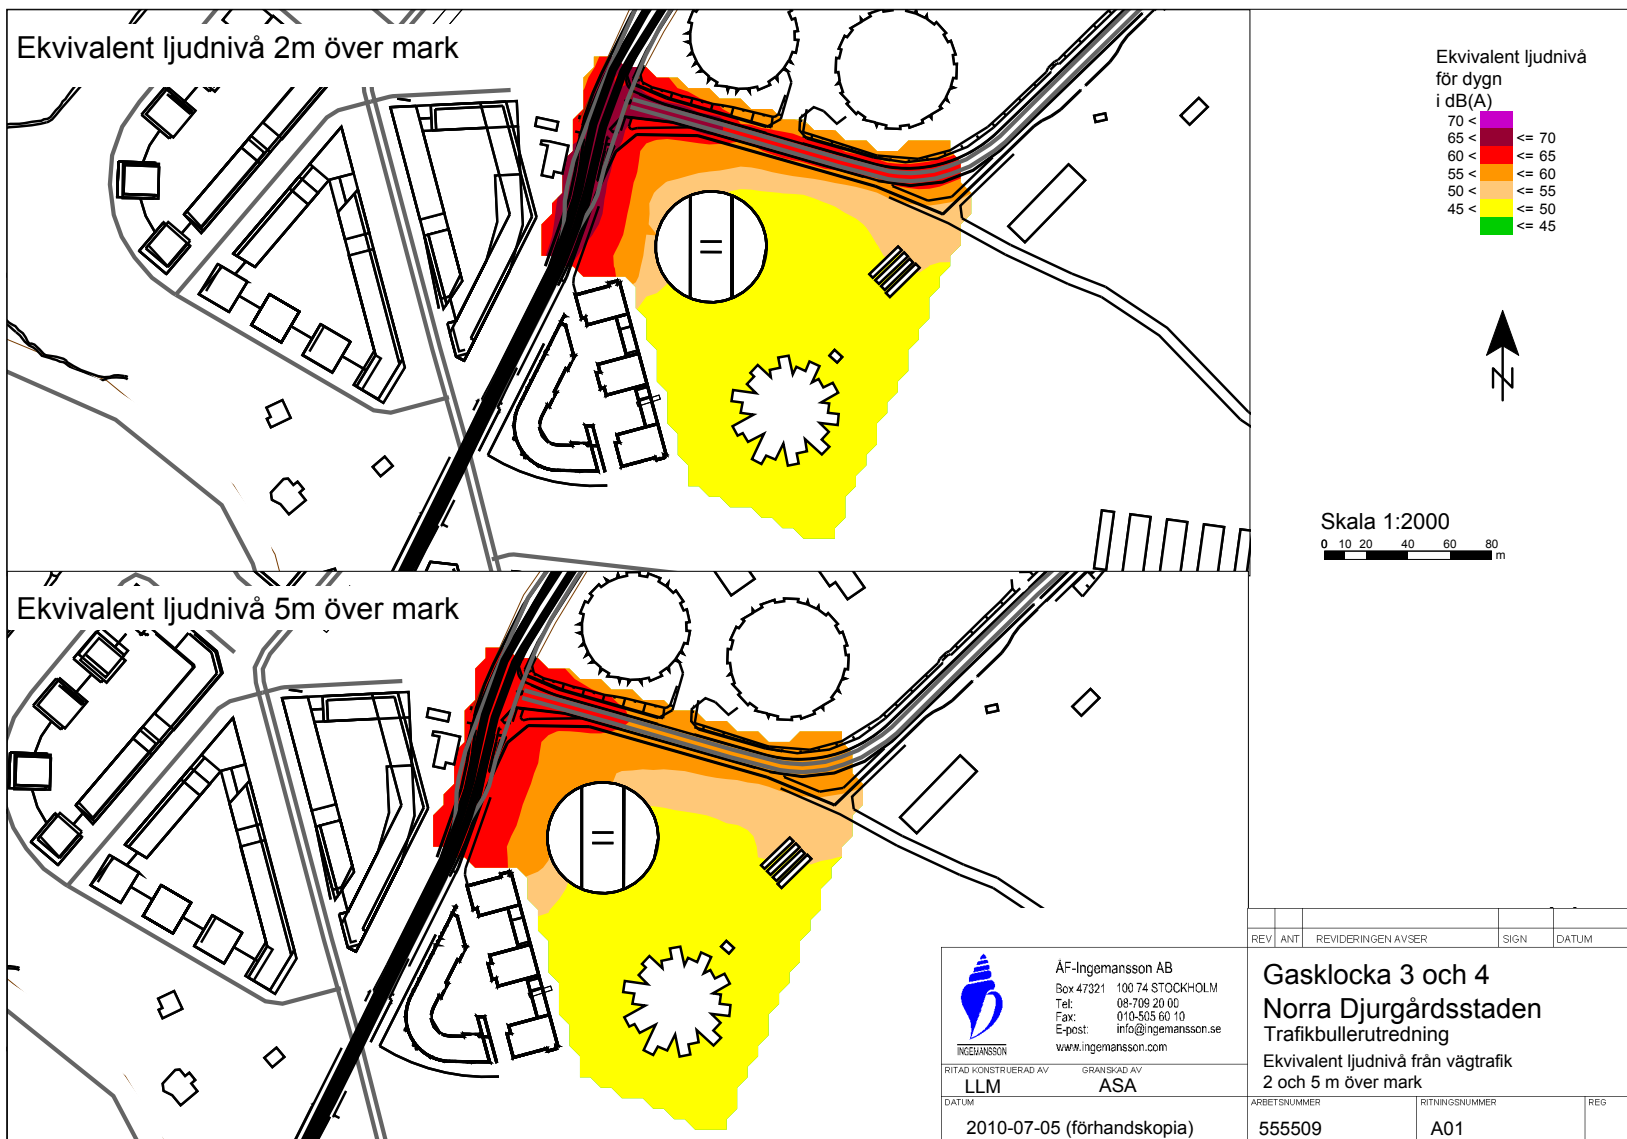 Ekvivalent ljudnivå 2m över mark
Ekvivalent ljudnivå
för dygn
i dB(A)
70 <
65 < <= 70
60 < <= 65
55 < <= 60
50 < <= 55
45 < <= 50
<= 45
N
Skala 1:2000
0 10 20 40 60 80 m
Ekvivalent ljudnivå 5m över mark
REV ANT REVIDERINGEN AVSER SIGN DATUM
INGEMANSSON
ÅF-Ingemansson AB
Box 47321 100 74 STOCKHOLM
Tel: 08-709 20 00
Fax: 010-505 60 10
E-post: info@ingemansson.se
www.ingemansson.com
Gasklocka 3 och 4
Norra Djurgårdsstaden
Trafikbullerutredning
Ekvivalent ljudnivå från vägtrafik
2 och 5 m över mark
RITAD KONSTRUERAD AV GRANSKAD AV
LLM ASA
DATUM ARBETSNUMMER RITNINGSNUMMER REG
2010-07-05 (förhandskopia) 555509 A01